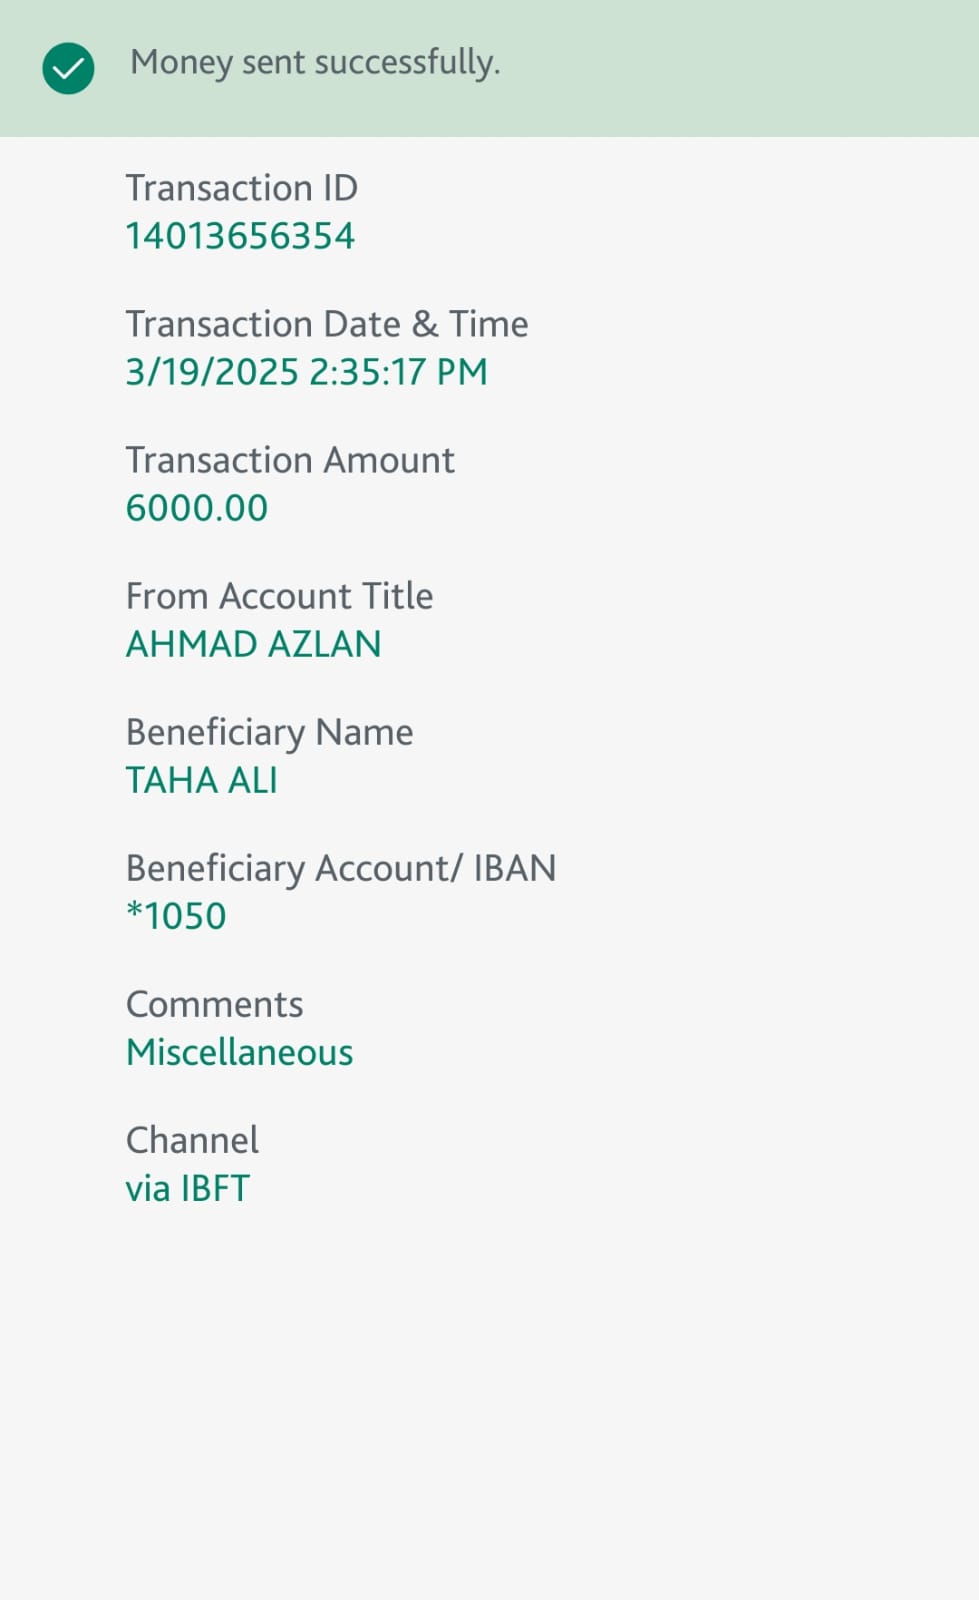 Money sent successfully.
Transaction ID
14013656354
Transaction Date & Time
3/19/2025 2:35:17 PM
Transaction Amount
6000.00
From Account Title
AHMAD AZLAN
Beneficiary Name
TAHA ALI
Beneficiary Account/ IBAN
*1050
Comments
Miscellaneous
Channel
via IBFT